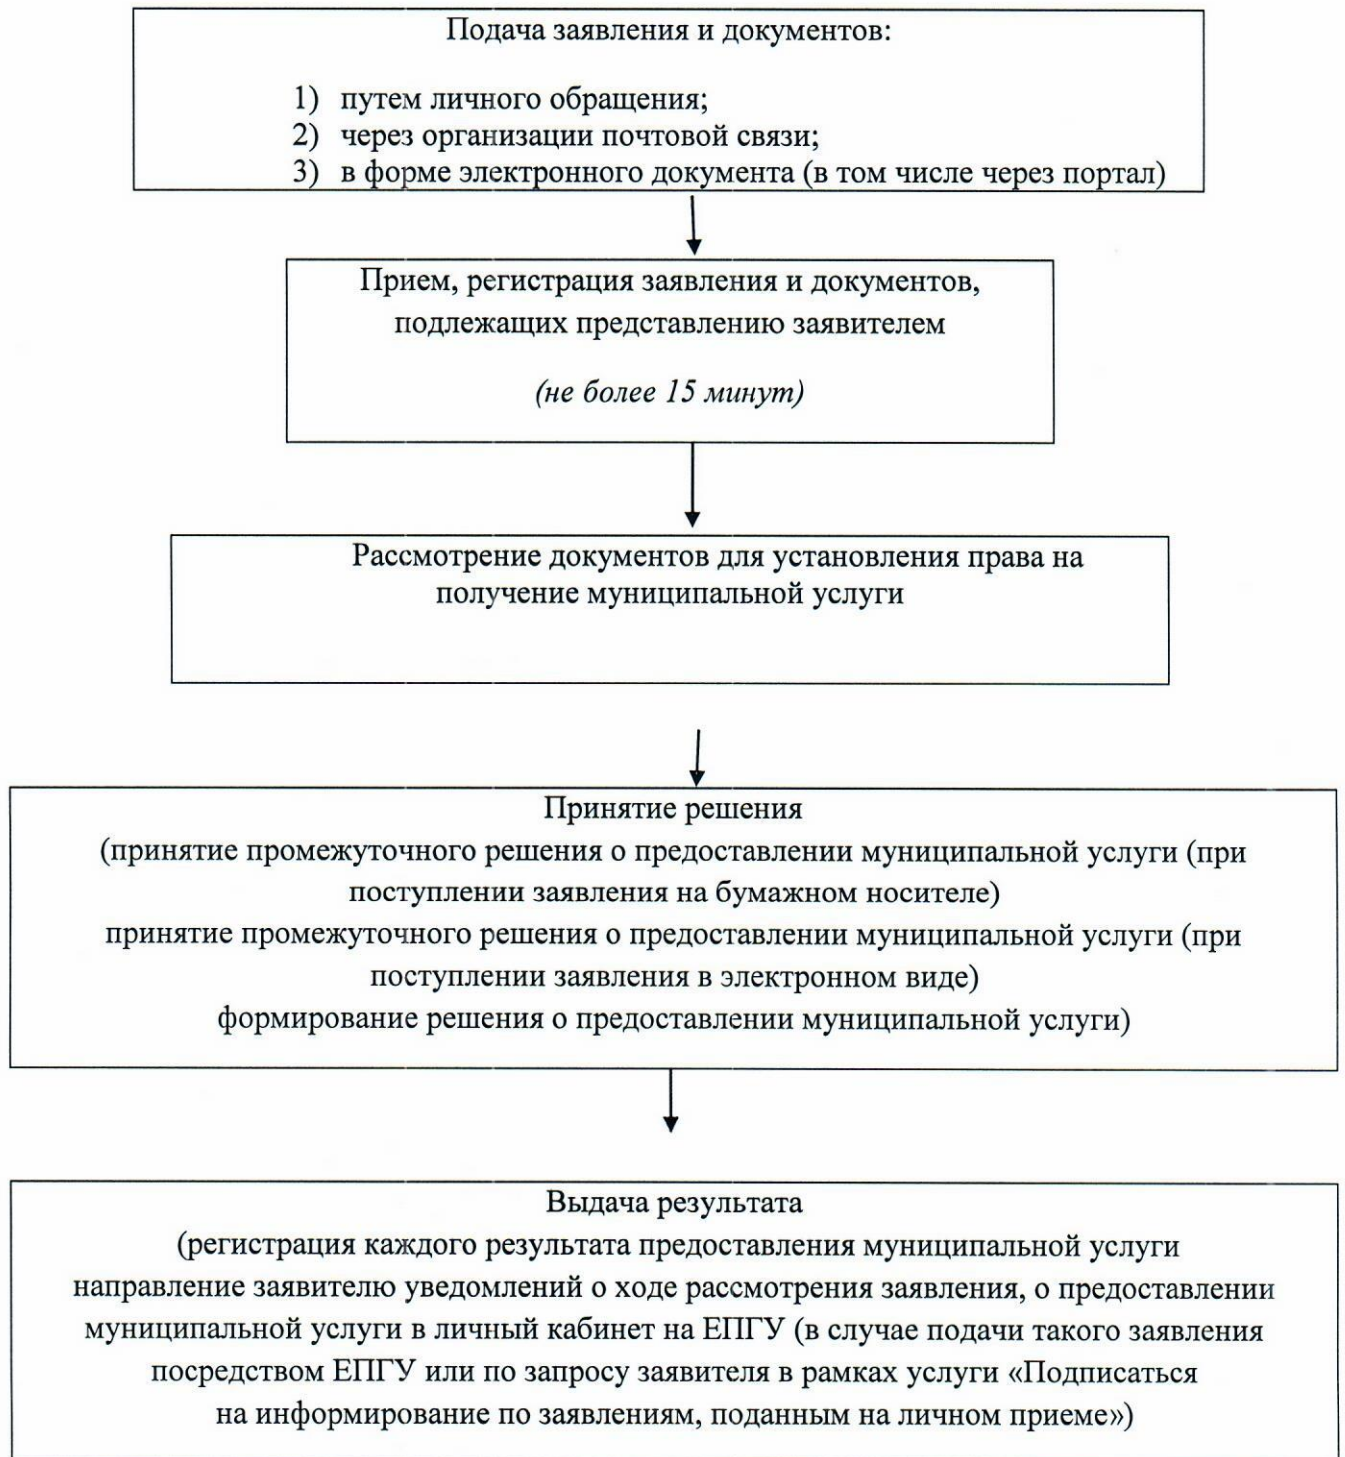 Подача заявления и документов:
1) путем личного обращения;
2) через организации почтовой связи;
3) в форме электронного документа (в том числе через портал)
Прием, регистрация заявления и документов,
подлежащих представлению заявителем
(не более 15 минут)
Рассмотрение документов для установления права на
получение муниципальной услуги
Принятие решения
(принятие промежуточного решения о предоставлении муниципальной услуги (при
поступлении заявления на бумажном носителе)
принятие промежуточного решения о предоставлении муниципальной услуги (при
поступлении заявления в электронном виде)
формирование решения о предоставлении муниципальной услуги)
Выдача результата
(регистрация каждого результата предоставления муниципальной услуги
направление заявителю уведомлений о ходе рассмотрения заявления, о предоставлении
муниципальной услуги в личный кабинет на ЕПГУ (в случае подачи такого заявления
посредством ЕПГУ или по запросу заявителя в рамках услуги «Подписаться
на информирование по заявлениям, поданным на личном приеме»)